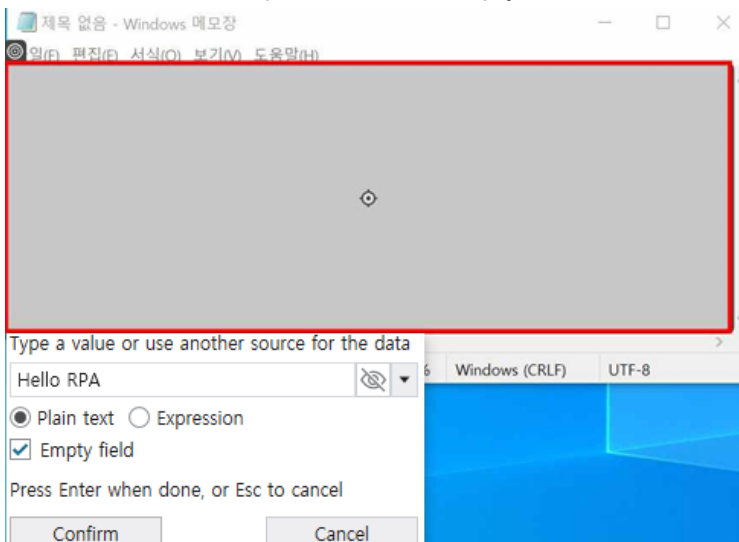 제목 없음 - Windows 메모장
일(F) 편집(E) 서식(O) 보기(V) 도움말(H)
Type a value or use another source for the data
% Windows (CRLF) UTF-8
Hello RPA
Plain text Expression
Empty field
Press Enter when done, or Esc to cancel
Confirm Cancel